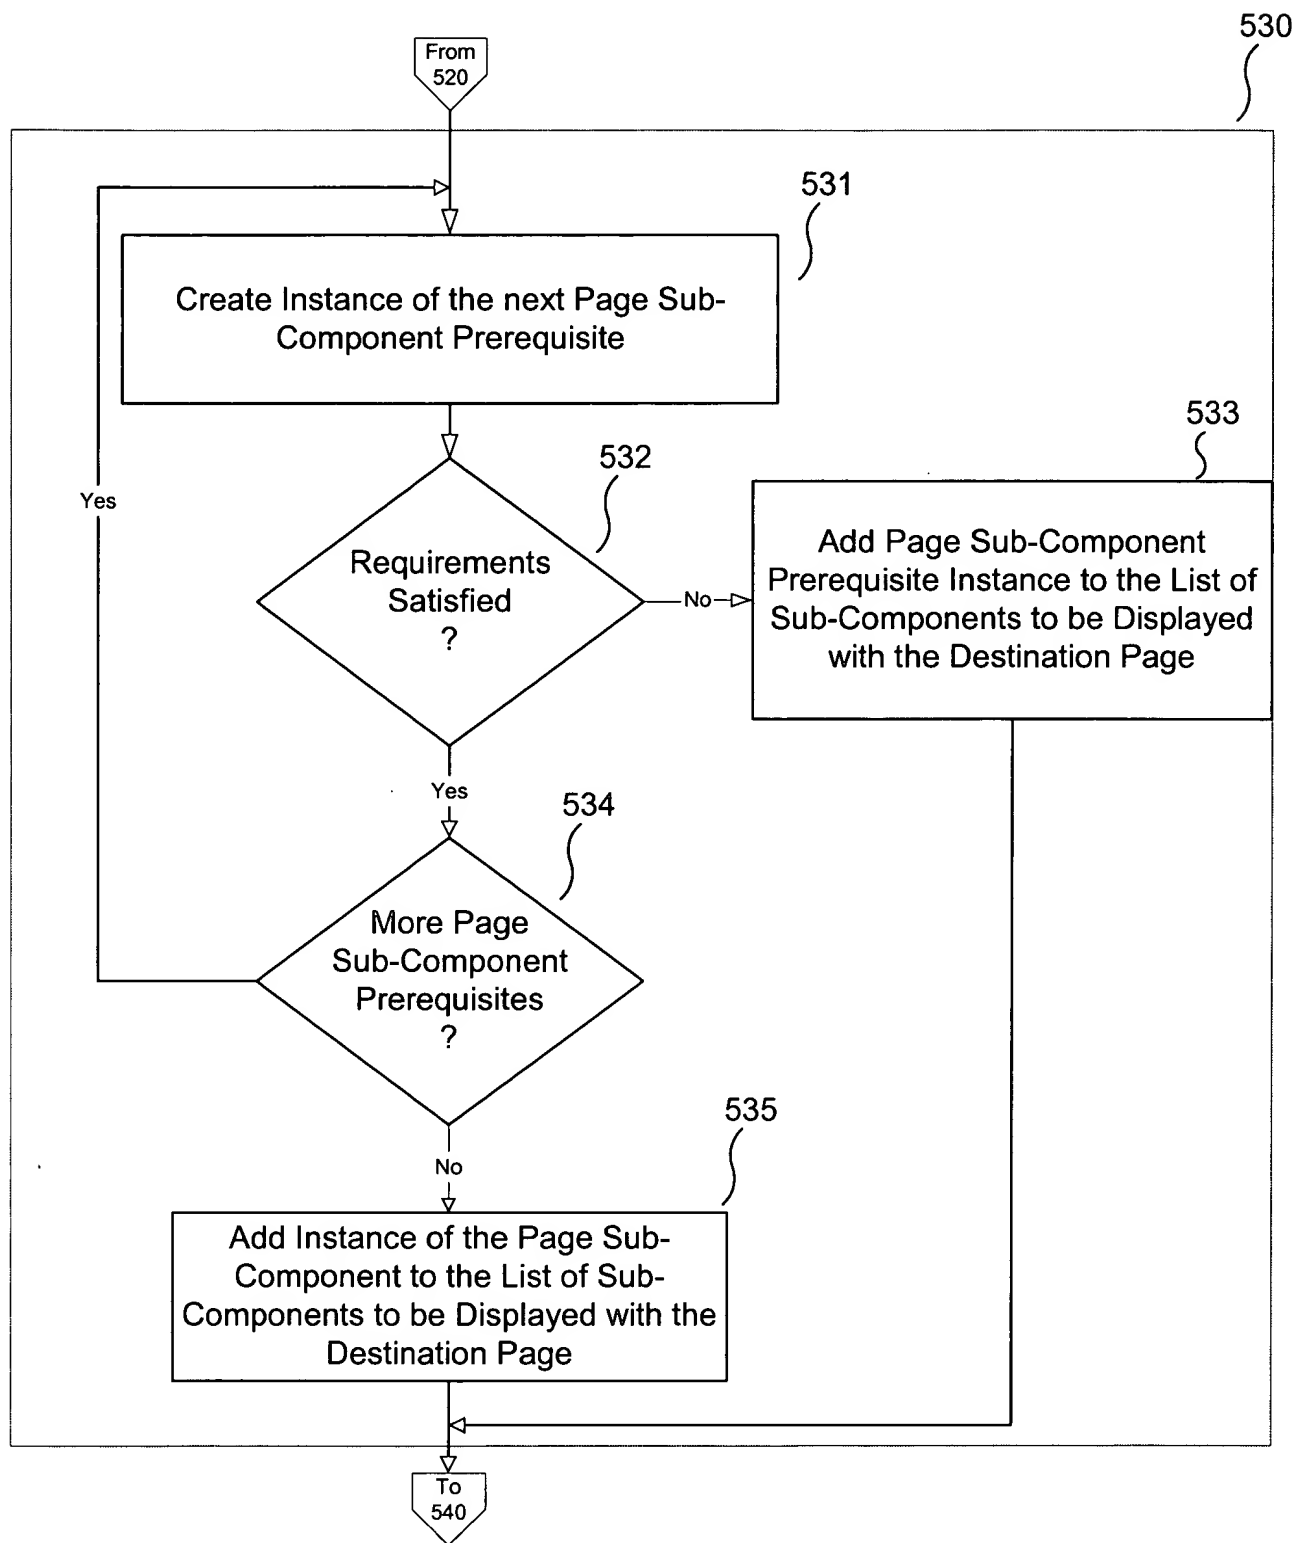 530
From
520
531
Create Instance of the next Page Sub-
Component Prerequisite
533
532
Yes
Requirements
Satisfied
?
No
Add Page Sub-Component
Prerequisite Instance to the List of
Sub-Components to be Displayed
with the Destination Page
Yes
534
More Page
Sub-Component
Prerequisites
?
535
No
Add Instance of the Page Sub-
Component to the List of Sub-
Components to be Displayed with the
Destination Page
To
540